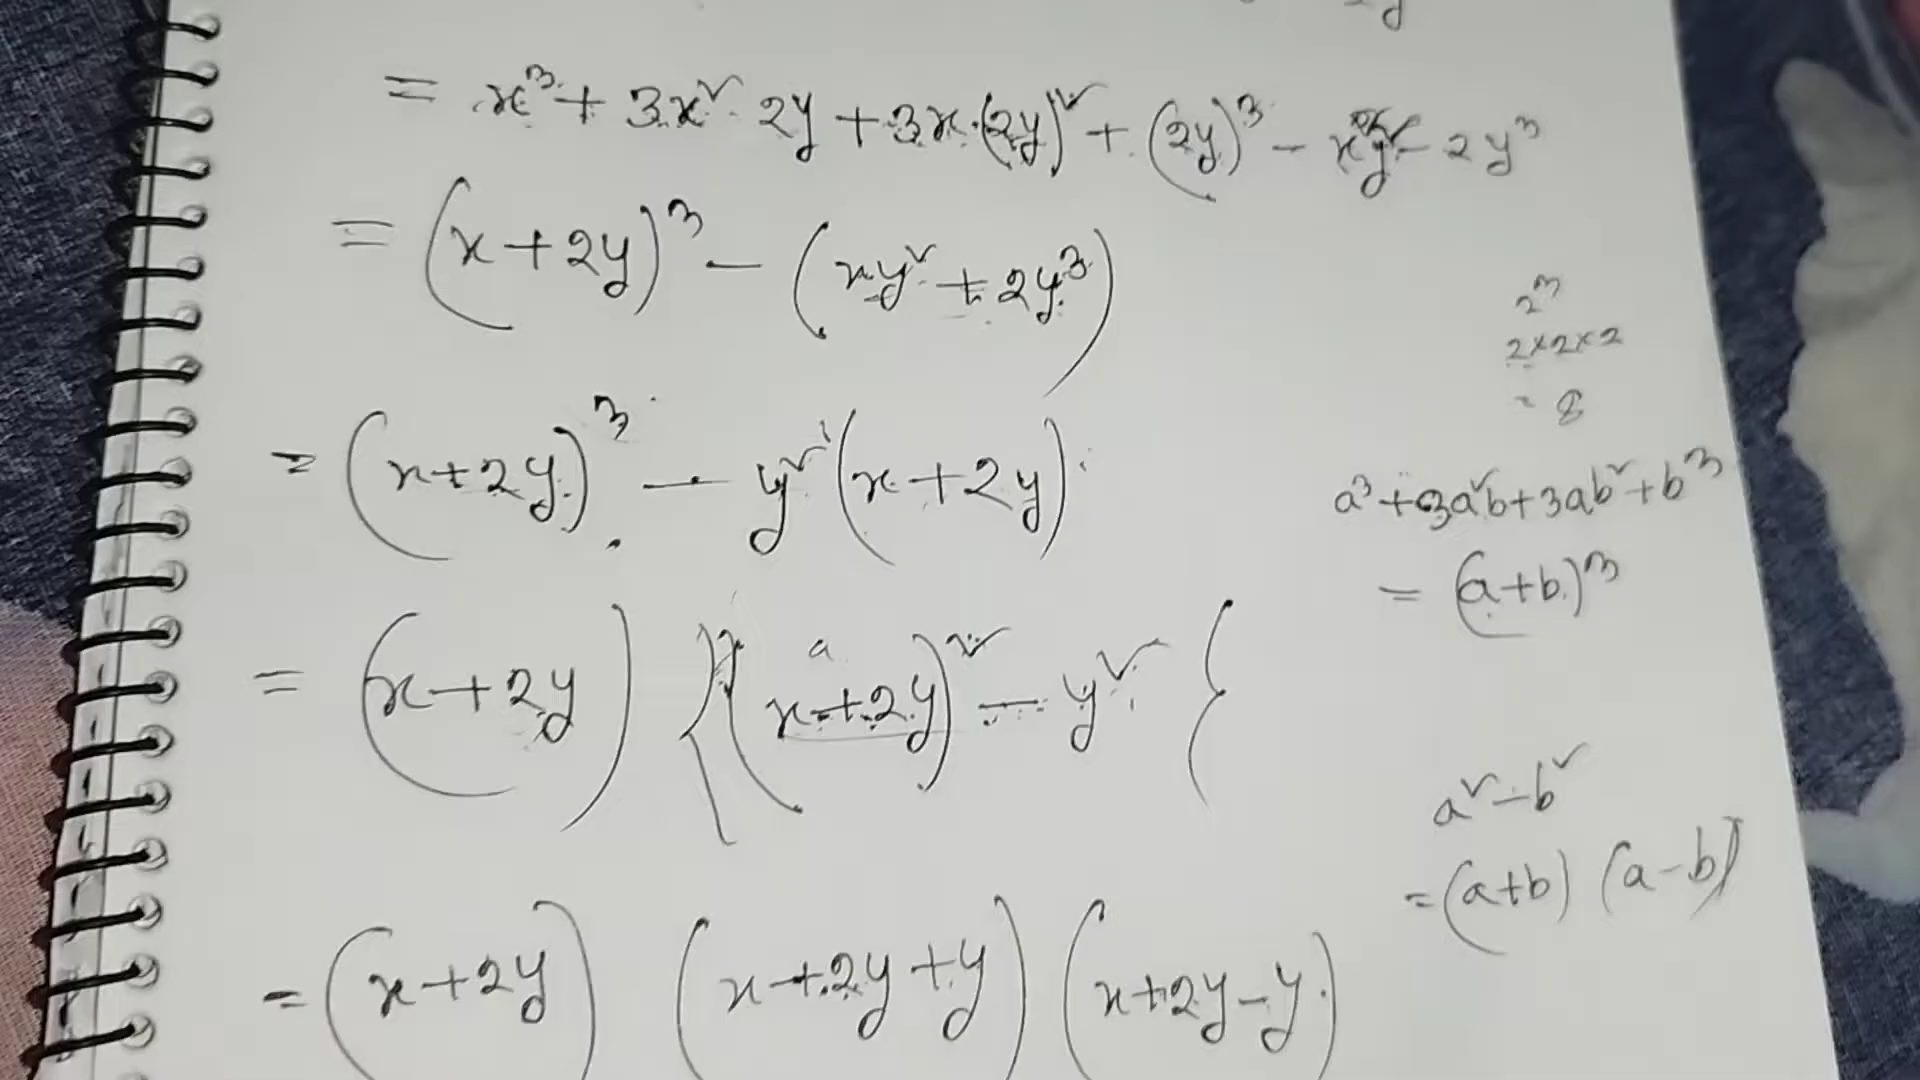 = x³ + 3x² · 2y + 3x · (2y)² + (2y)³ - xy² - 2y³
= (x + 2y)³ - (xy² + 2y³)
2³
2×2×2
= 8
= (x+2y)³ - y² (x+2y)
a³ + 3a²b + 3ab² + b³
= (a+b)³
= (x+2y) {(x+2y)² - y²}
a
a² - b²
= (a+b) (a-b)
= (x+2y) (x+2y+y) (x+2y-y)